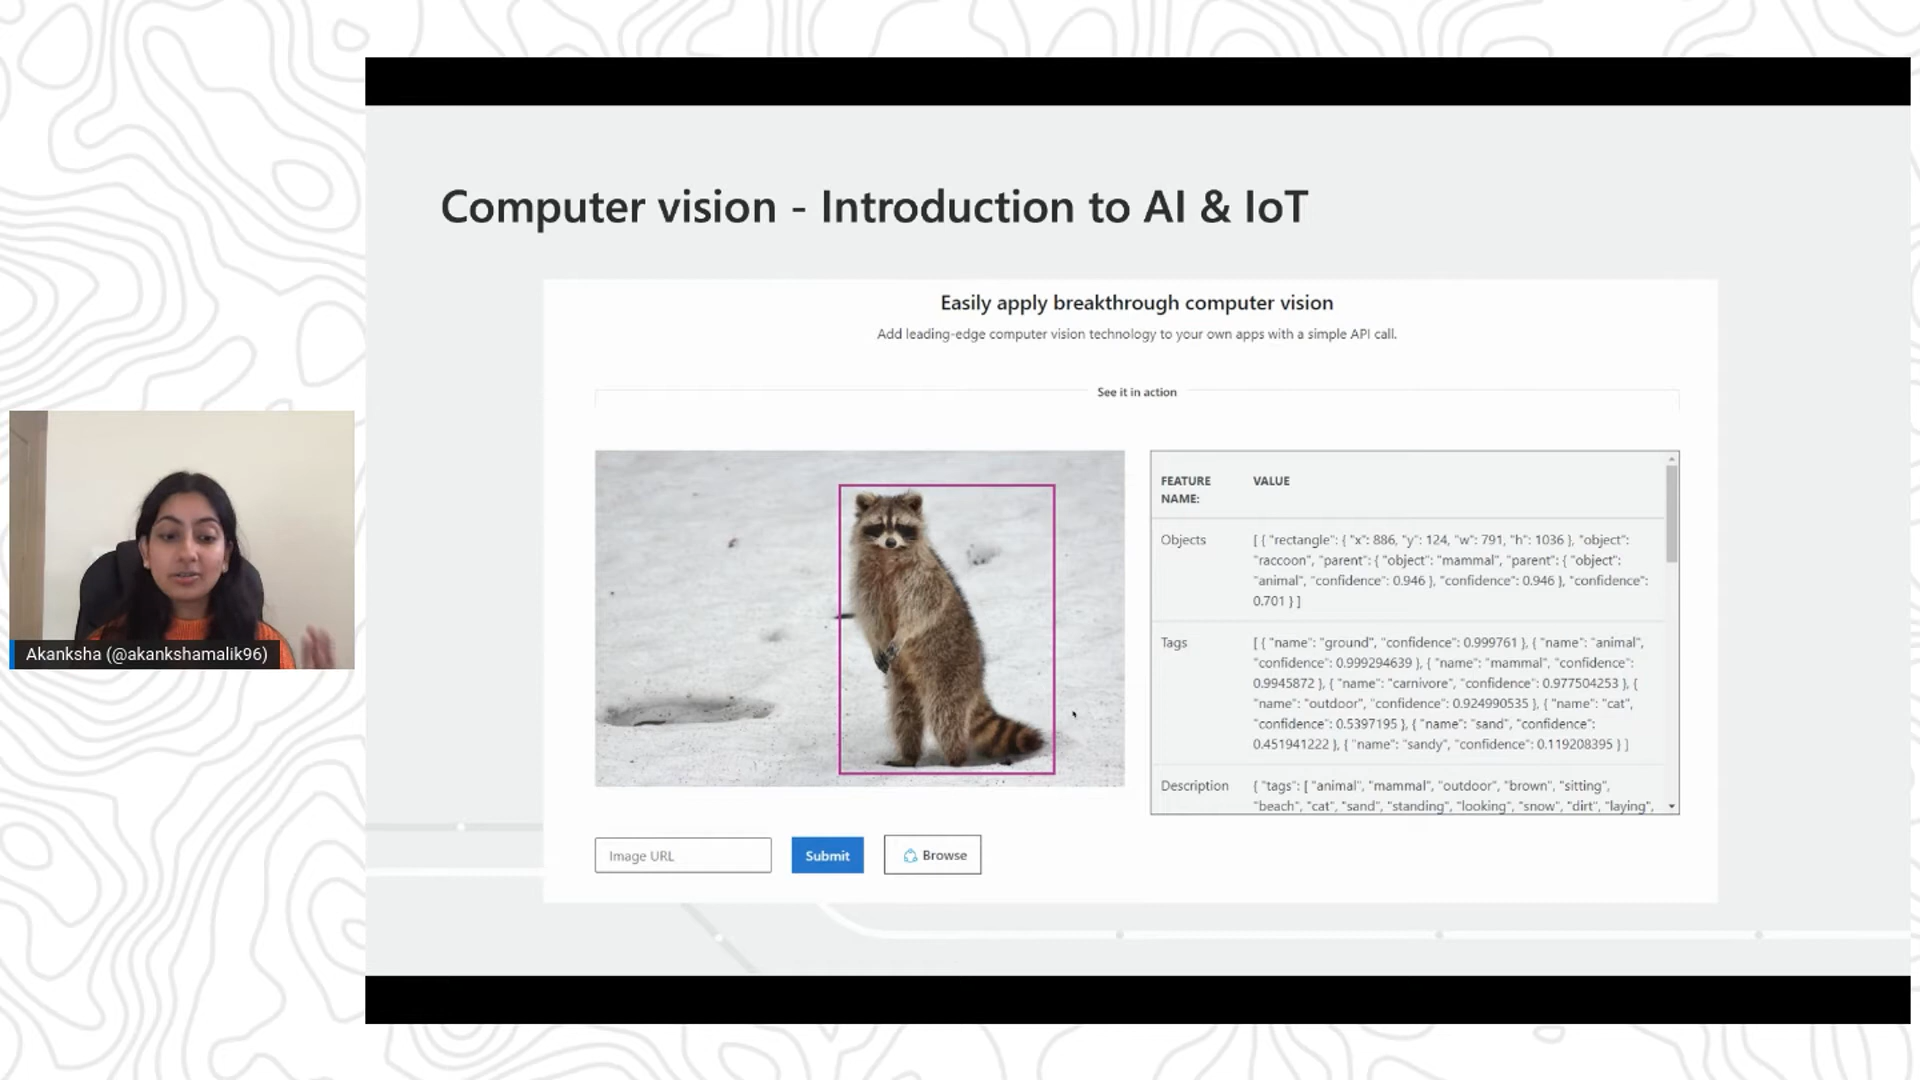 Computer vision - Introduction to AI & IoT
Easily apply breakthrough computer vision
Add leading-edge computer vision technology to your own apps with a simple API call.
See it in action
FEATURE NAME: VALUE
Objects [ { "rectangle": { "x": 886, "y": 124, "w": 791, "h": 1036 }, "object":
"raccoon", "parent": { "object": "mammal", "parent": { "object":
"animal", "confidence": 0.946 }, "confidence": 0.946 }, "confidence":
0.701 } ]
Tags [ { "name": "ground", "confidence": 0.999761 }, { "name": "animal",
"confidence": 0.999294639 }, { "name": "mammal", "confidence":
0.9945872 }, { "name": "carnivore", "confidence": 0.977504253 }, {
"name": "outdoor", "confidence": 0.924990535 }, { "name": "cat",
"confidence": 0.5397195 }, { "name": "sand", "confidence":
0.451941222 }, { "name": "sandy", "confidence": 0.119208395 } ]
Description { "tags": [ "animal", "mammal", "outdoor", "brown", "sitting",
"beach", "cat", "sand", "standing", "looking", "snow", "dirt", "laying",
Image URL
Submit
Browse
Akanksha (@akankshamalik96)